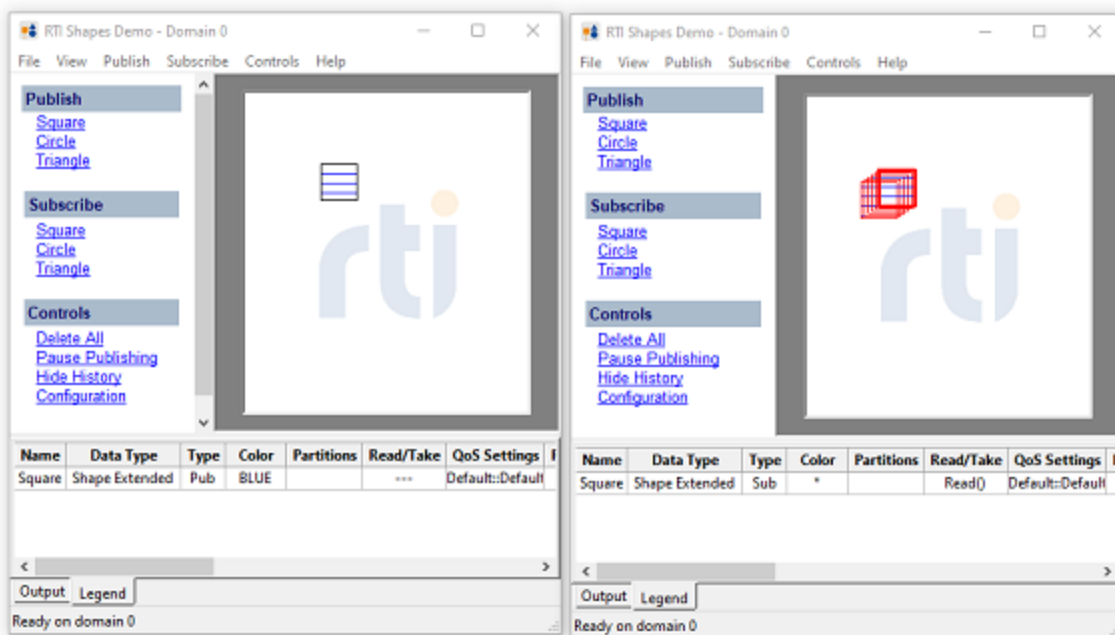 RTI Shapes Demo - Domain 0
File View Publish Subscribe Controls Help
Publish
Square
Circle
Triangle
Subscribe
Square
Circle
Triangle
Controls
Delete All
Pause Publishing
Hide History
Configuration
rti
Name Data Type Type Color Partitions Read/Take QoS Settings
Square Shape Extended Pub BLUE --- Default::Default
Output Legend
Ready on domain 0
RTI Shapes Demo - Domain 0
File View Publish Subscribe Controls Help
Publish
Square
Circle
Triangle
Subscribe
Square
Circle
Triangle
Controls
Delete All
Pause Publishing
Hide History
Configuration
rti
Name Data Type Type Color Partitions Read/Take QoS Settings
Square Shape Extended Sub * Read() Default::Default
Output Legend
Ready on domain 0